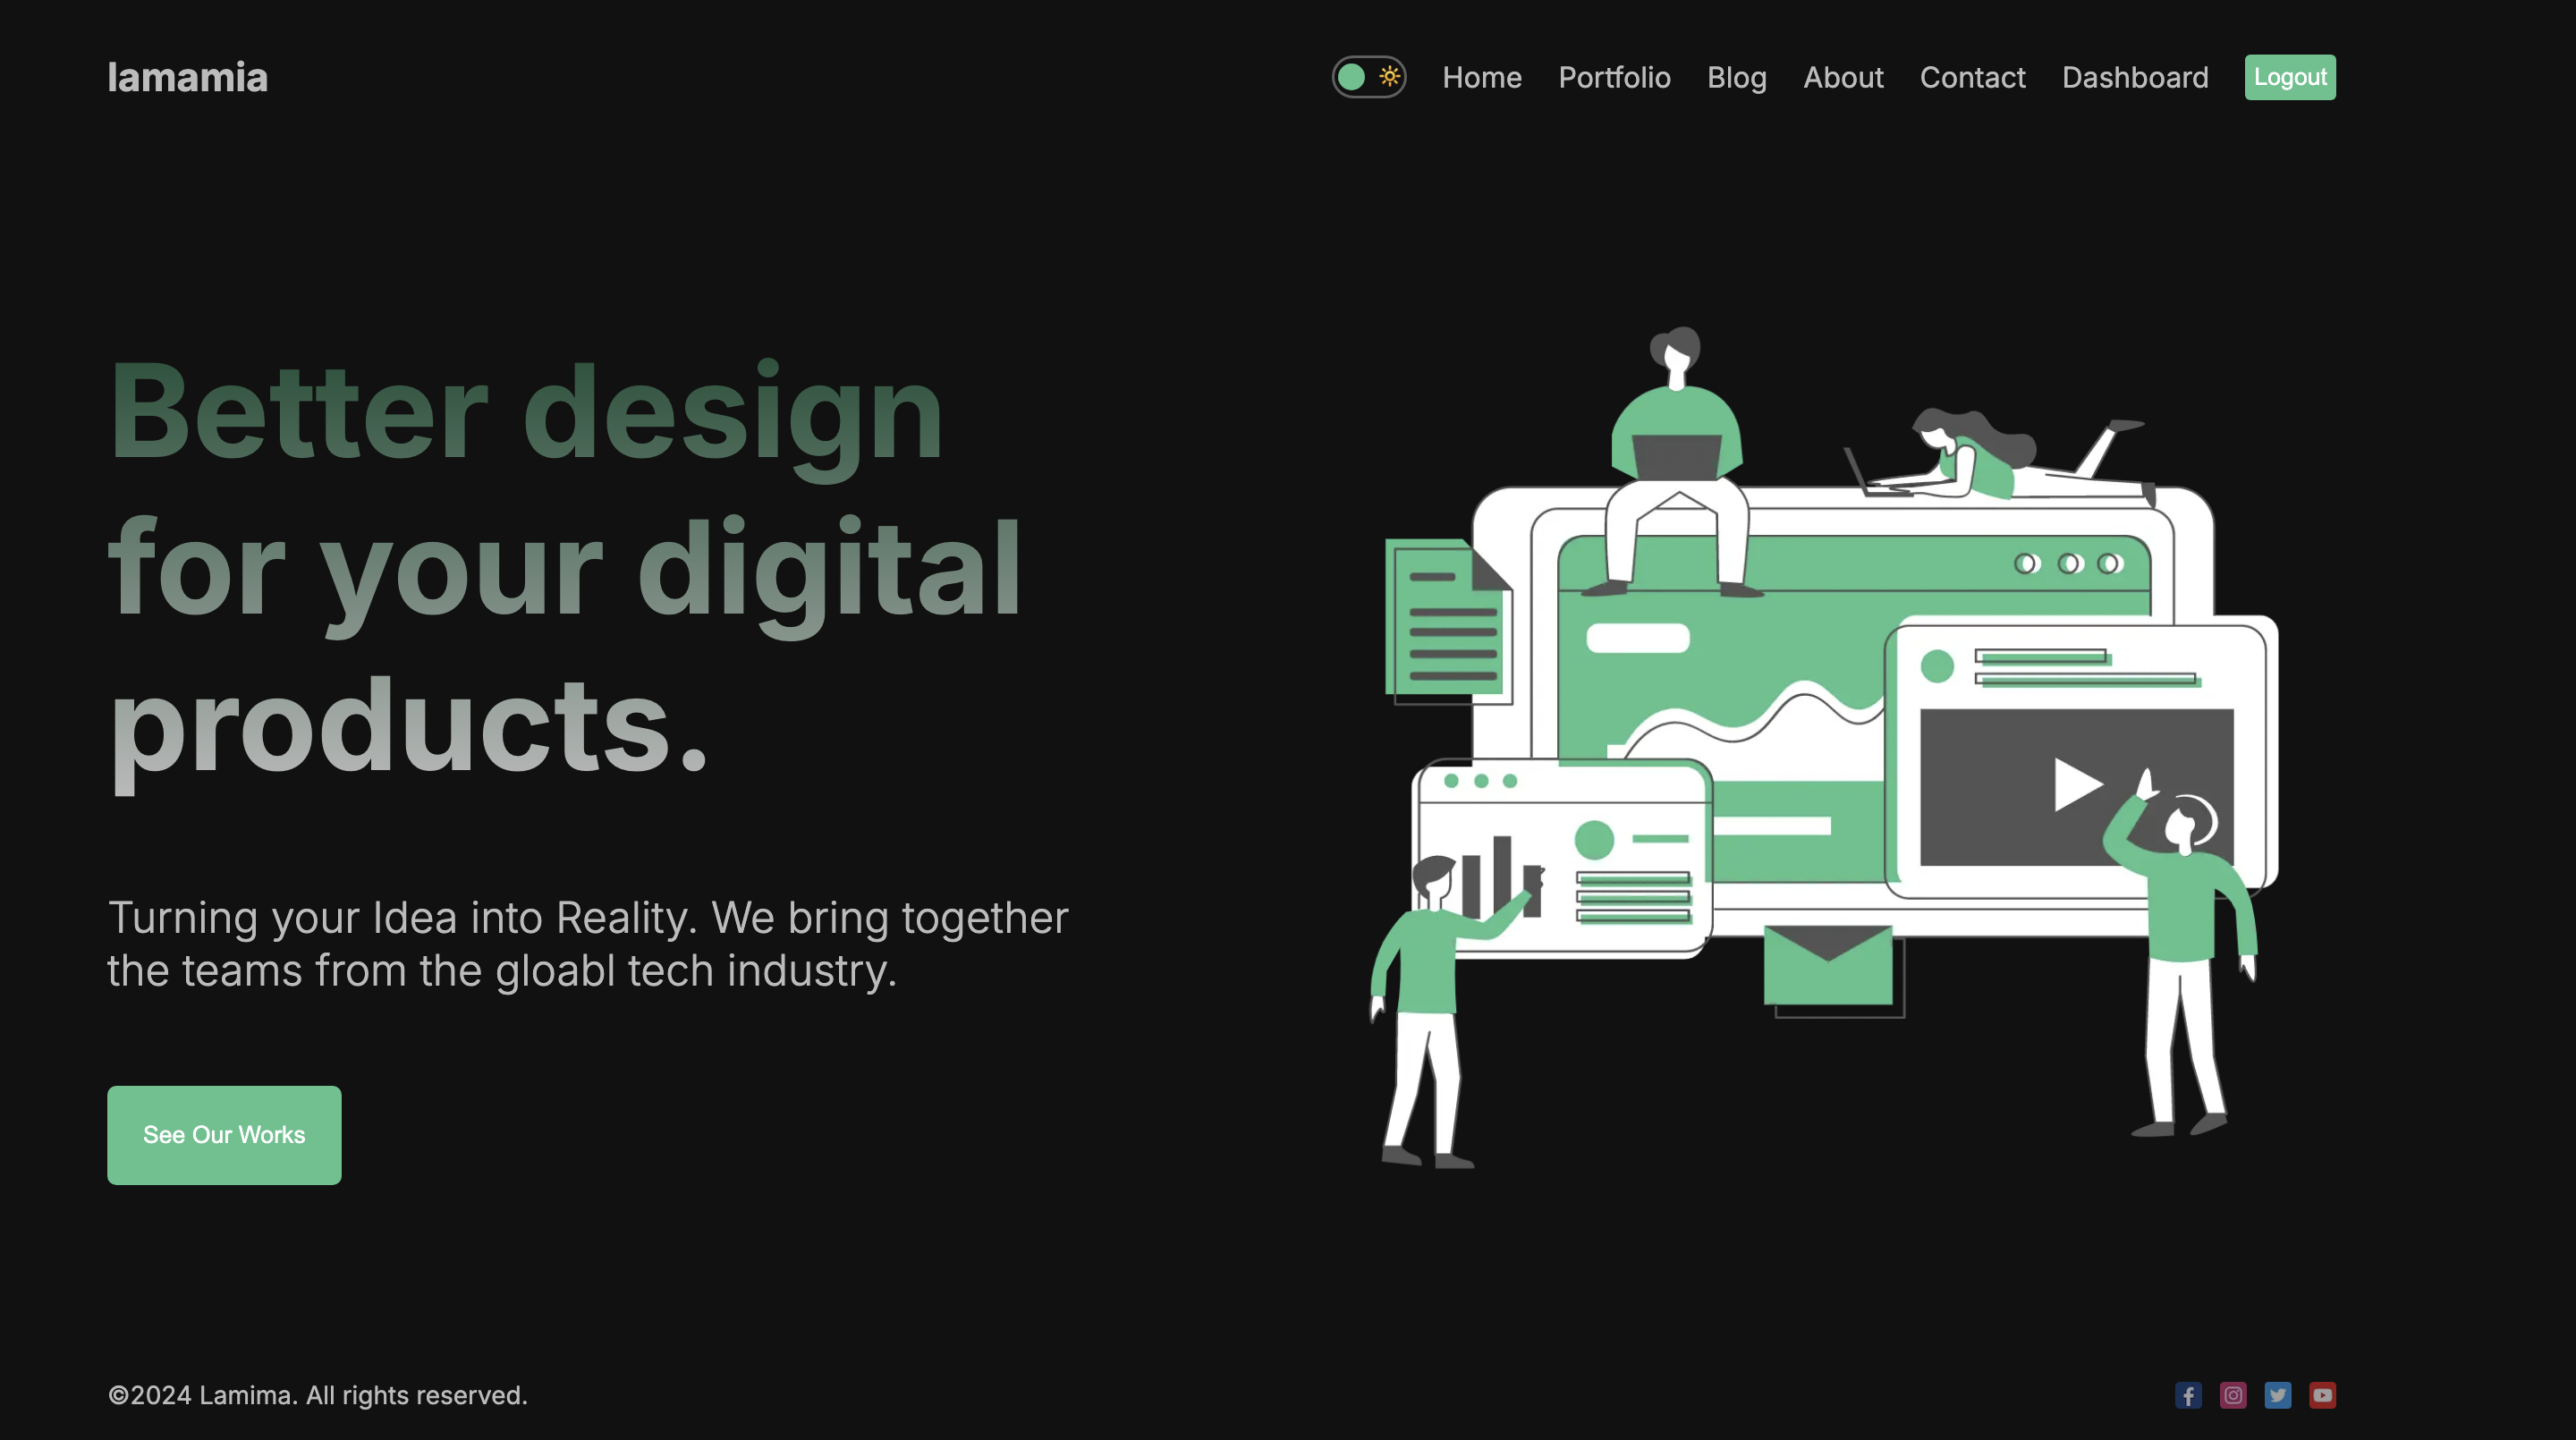 lamamia
Home Portfolio Blog About Contact Dashboard Logout
Better design
for your digital
products.
Turning your Idea into Reality. We bring together
the teams from the gloabl tech industry.
See Our Works
©2024 Lamima. All rights reserved.